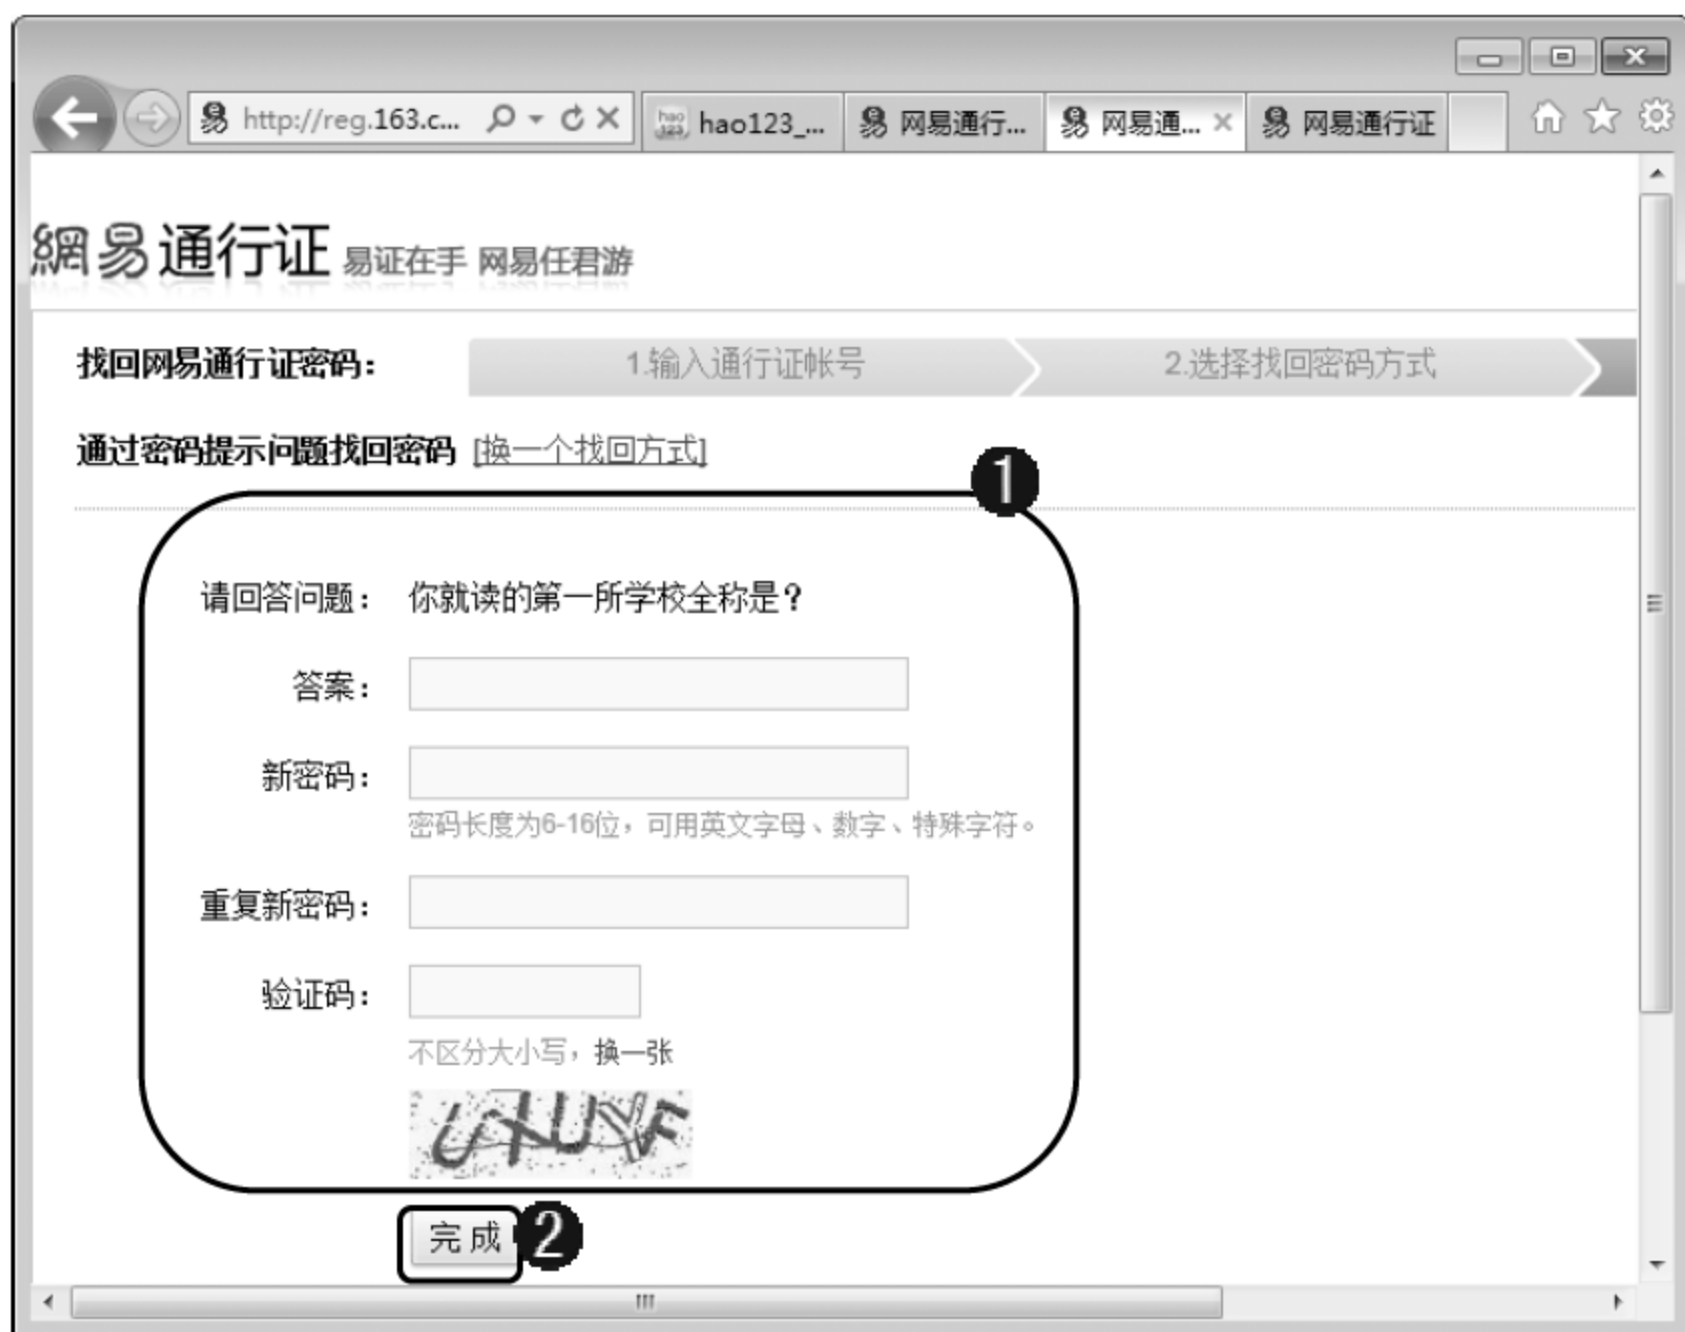 http://reg.163.c... hao123_... 网易通行... 网易通... 网易通行证
網易通行证 易证在手 网易任君游
找回网易通行证密码： 1.输入通行证帐号 2.选择找回密码方式
通过密码提示问题找回密码 [换一个找回方式]
1
请回答问题： 你就读的第一所学校全称是？
答案：
新密码：
密码长度为6-16位，可用英文字母、数字、特殊字符。
重复新密码：
验证码：
不区分大小写，换一张
完成 2